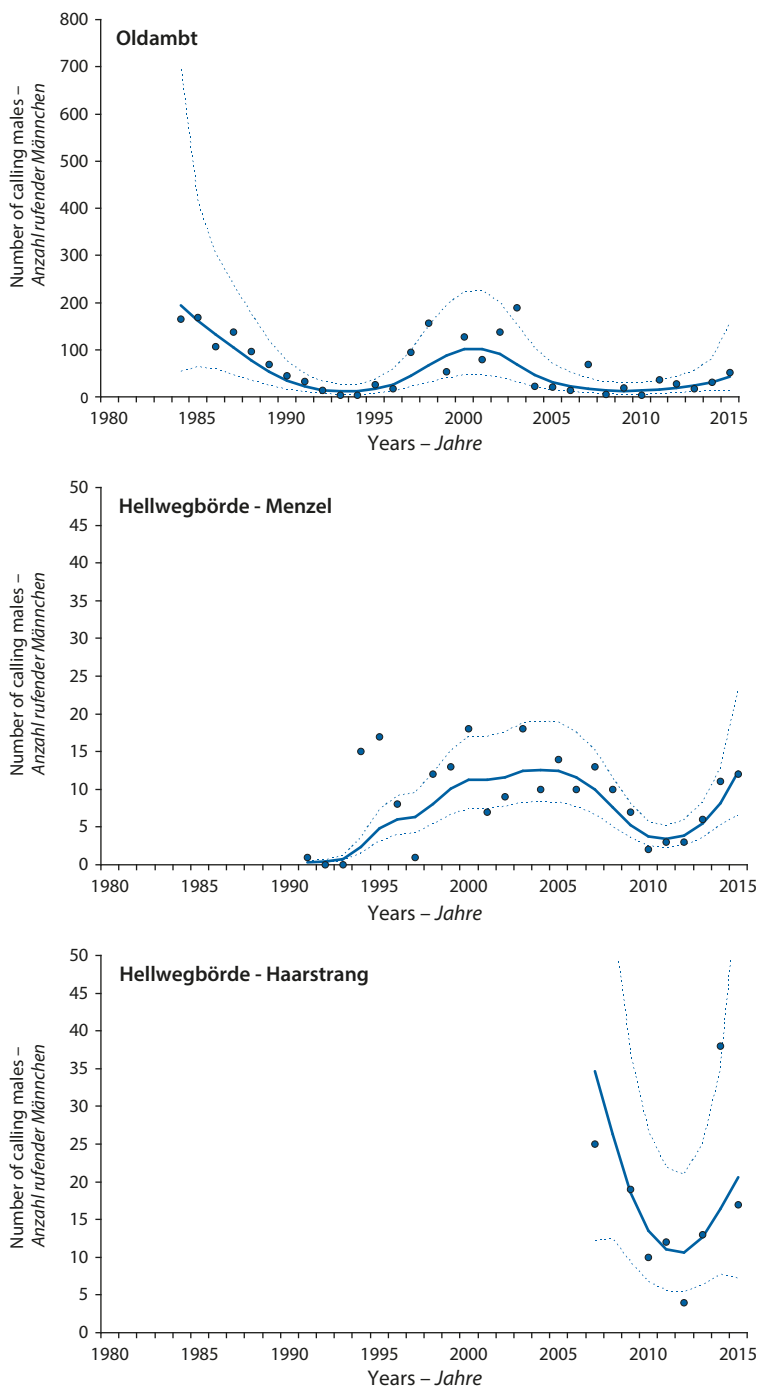 Oldambt
Number of calling males –
Anzahl rufender Männchen
800
700
600
500
400
300
200
100
0
1980 1985 1990 1995 2000 2005 2010 2015
Years – Jahre
Hellwegbörde - Menzel
Number of calling males –
Anzahl rufender Männchen
50
45
40
35
30
25
20
15
10
5
0
1980 1985 1990 1995 2000 2005 2010 2015
Years – Jahre
Hellwegbörde - Haarstrang
Number of calling males –
Anzahl rufender Männchen
50
45
40
35
30
25
20
15
10
5
0
1980 1985 1990 1995 2000 2005 2010 2015
Years – Jahre